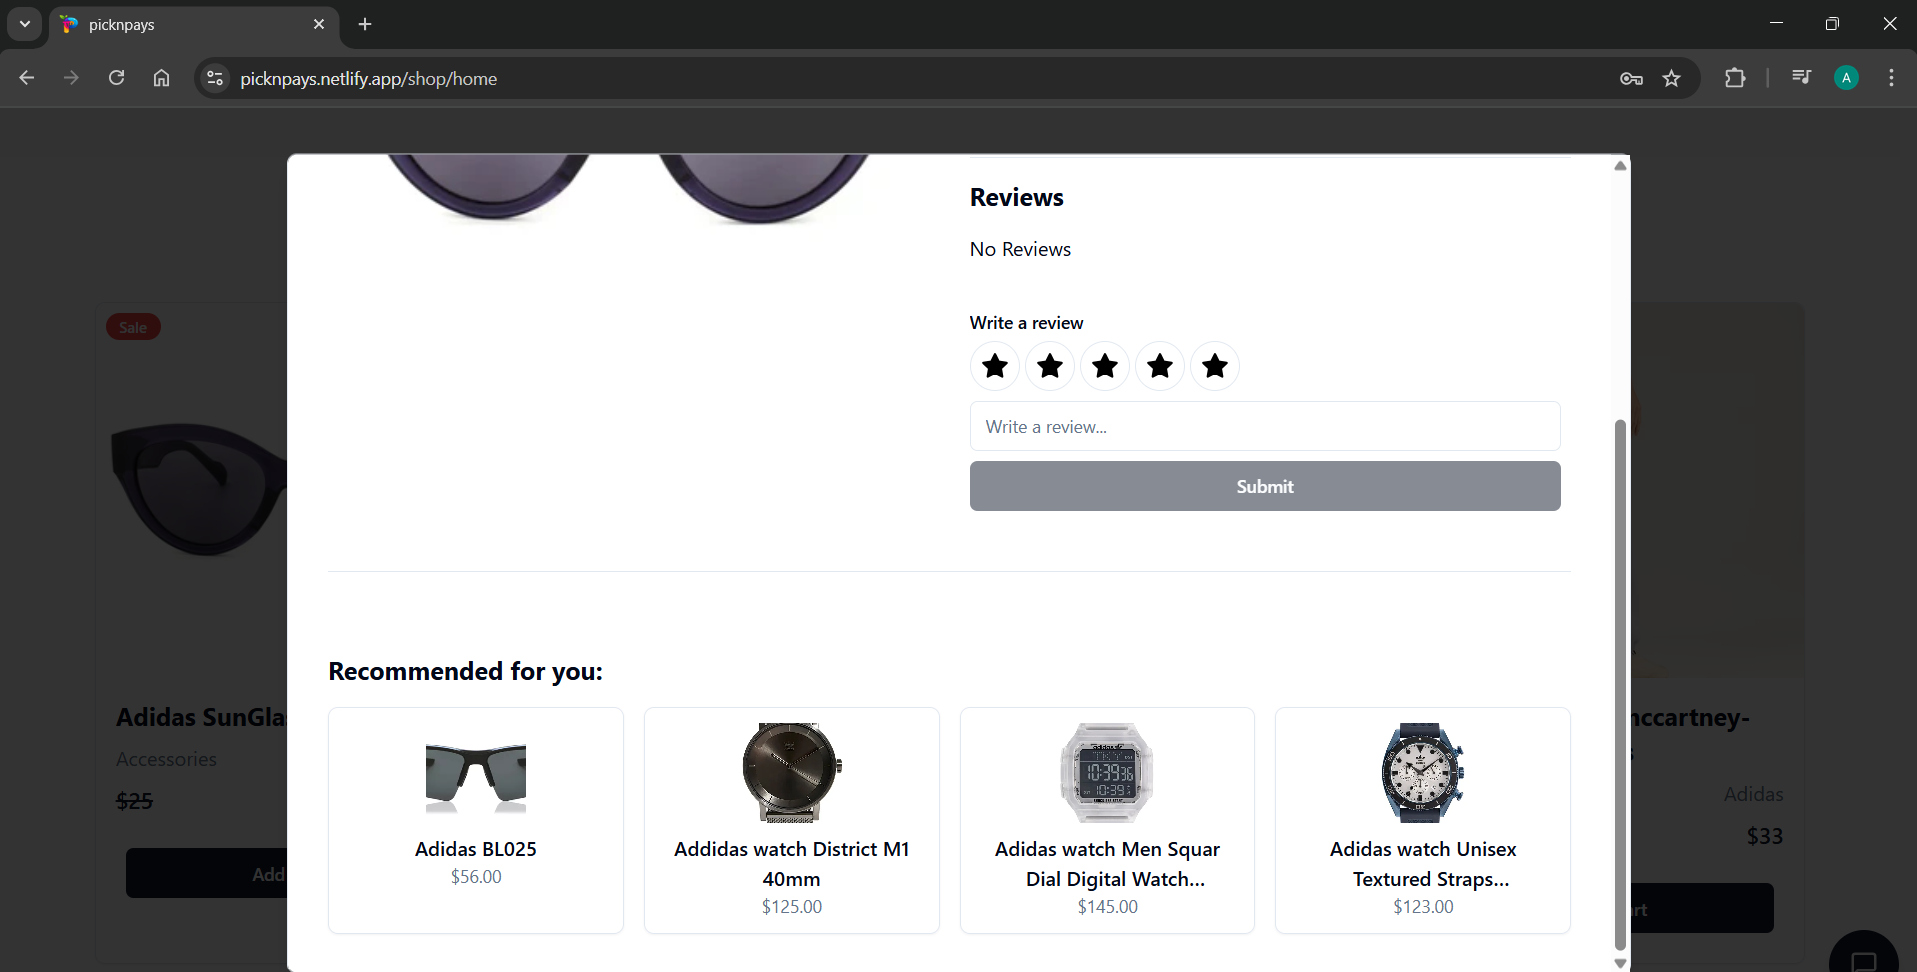 picknpays
picknpays.netlify.app/shop/home
A
Sale
Adidas SunGla
Accessories
$25
Add
Reviews
No Reviews
Write a review
Write a review...
Submit
Recommended for you:
Adidas BL025
$56.00
Addidas watch District M1
40mm
$125.00
Adidas watch Men Squar
Dial Digital Watch...
$145.00
Adidas watch Unisex
Textured Straps...
$123.00
mccartney-
s
Adidas
$33
art